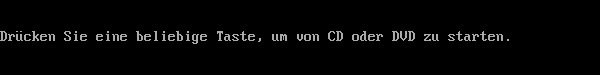 Drücken Sie eine beliebige Taste, um von CD oder DVD zu starten.